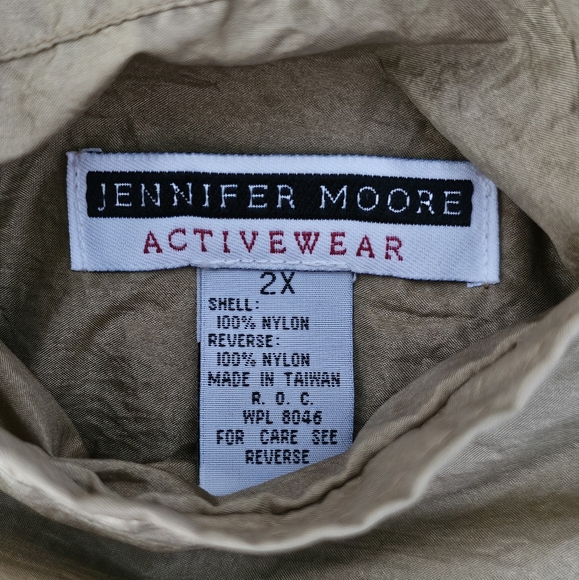 JENNIFER MOORE
ACTIVEWEAR
2X
SHELL:
100% NYLON
REVERSE:
100% NYLON
MADE IN TAIWAN
R. O. C.
WPL 8046
FOR CARE SEE
REVERSE